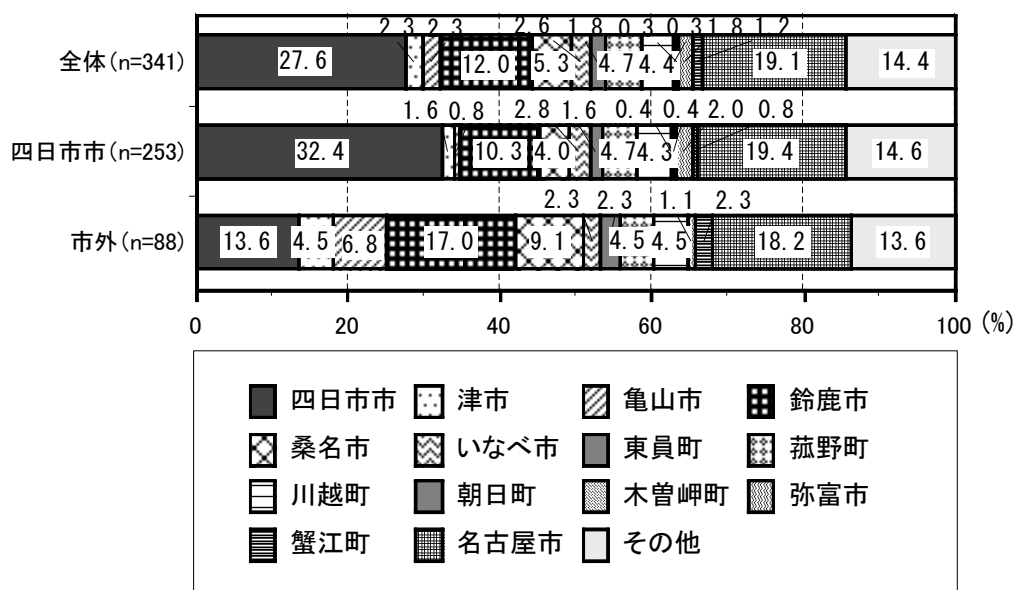 2.3 2.3 2.6 1.8 0.3 0.3 1.8 1.2
全体(n=341) 27.6 12.0 5.3 4.7 4.4 19.1 14.4
1.6 0.8 2.8 1.6 0.4 0.4 2.0 0.8
四日市市(n=253) 32.4 10.3 4.0 4.7 4.3 19.4 14.6
2.3 2.3 1.1 2.3
市外(n=88) 13.6 4.5 6.8 17.0 9.1 4.5 4.5 18.2 13.6
0 20 40 60 80 100 (%)
四日市市 津市 亀山市 鈴鹿市
桑名市 いなべ市 東員町 菰野町
川越町 朝日町 木曽岬町 弥富市
蟹江町 名古屋市 その他